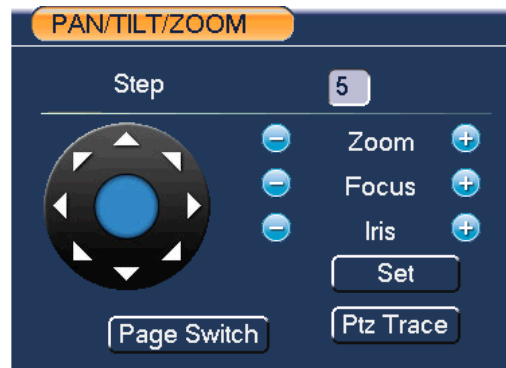 PAN/TILT/ZOOM
Step 5
Zoom
Focus
Iris
Set
Page Switch
Ptz Trace